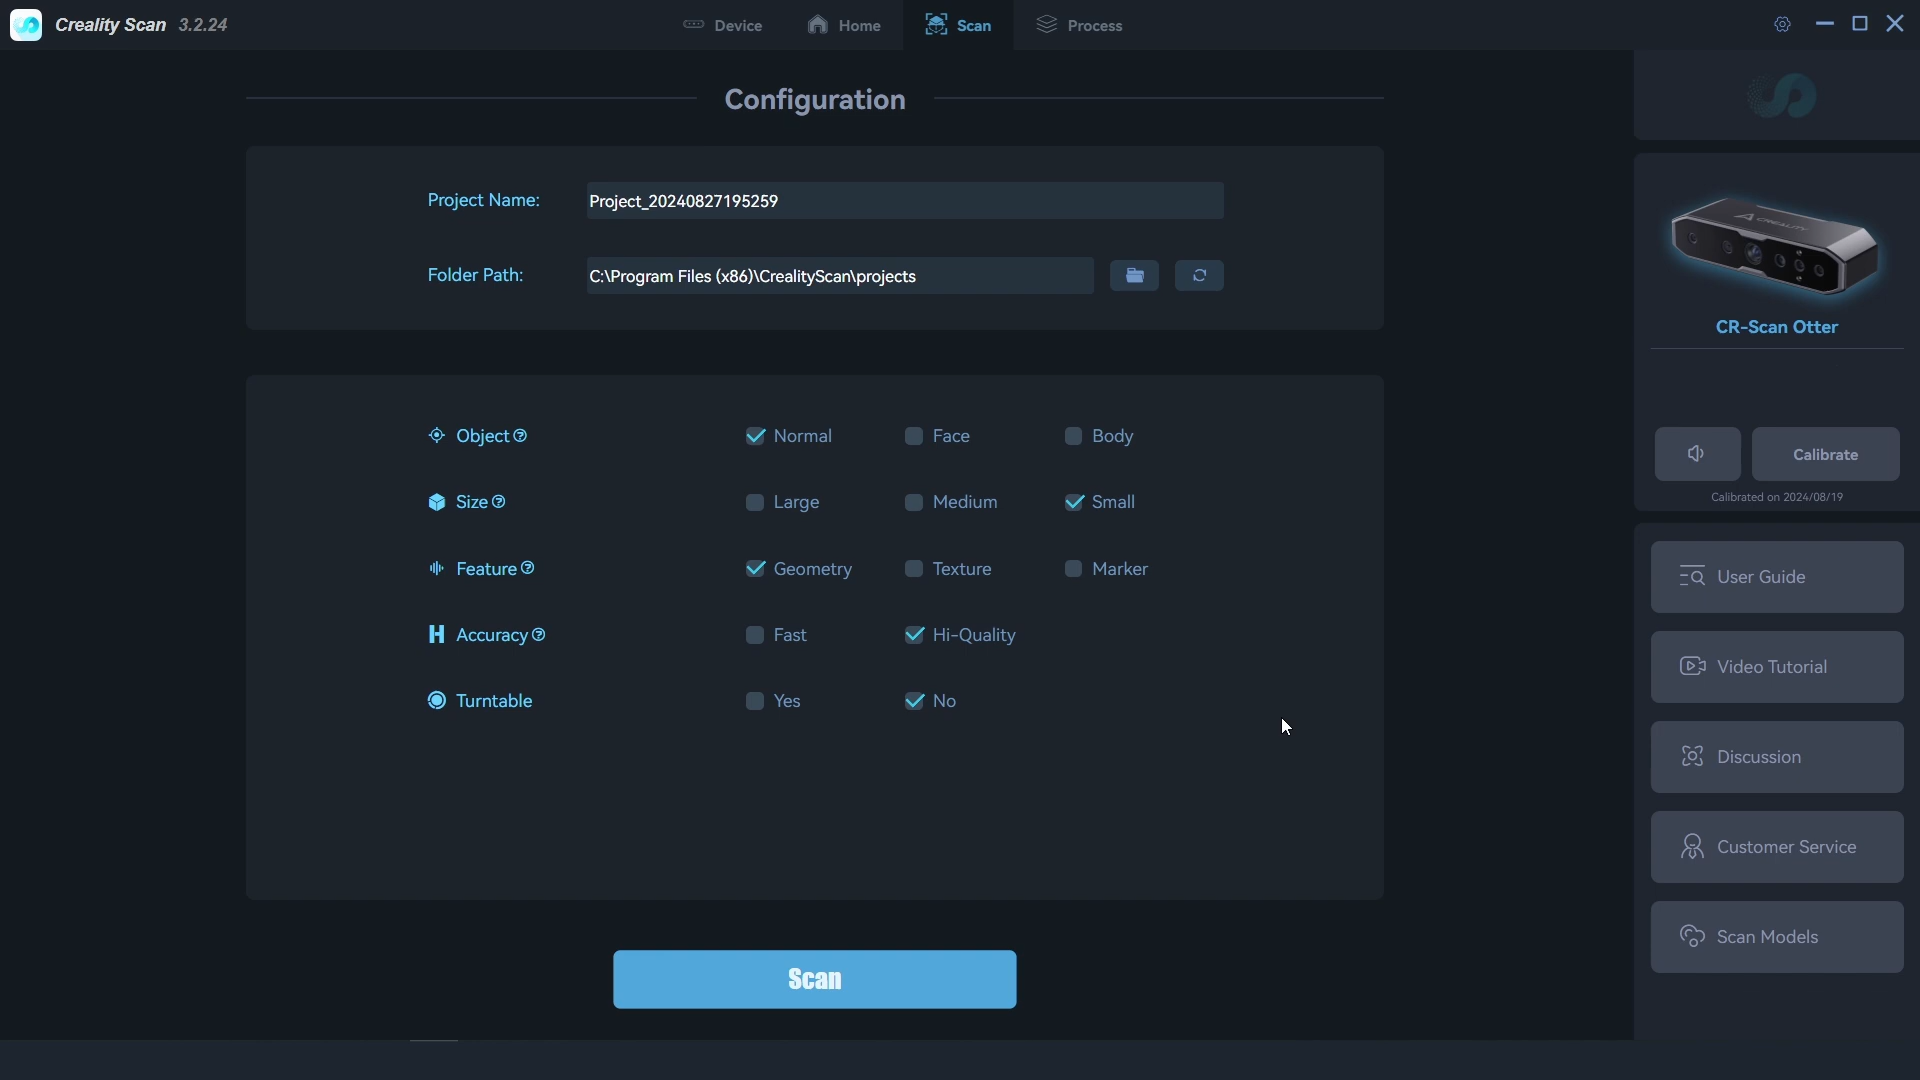 Creality Scan 3.2.24
Device
Home
Scan
Process
Configuration
Project Name: Project_20240827195259
Folder Path: C:\Program Files (x86)\CrealityScan\projects
Object Normal Face Body
Size Large Medium Small
Feature Geometry Texture Marker
Accuracy Fast Hi-Quality
Turntable Yes No
Scan
CREALITY
CR-Scan Otter
Calibrate
Calibrated on 2024/08/19
User Guide
Video Tutorial
Discussion
Customer Service
Scan Models